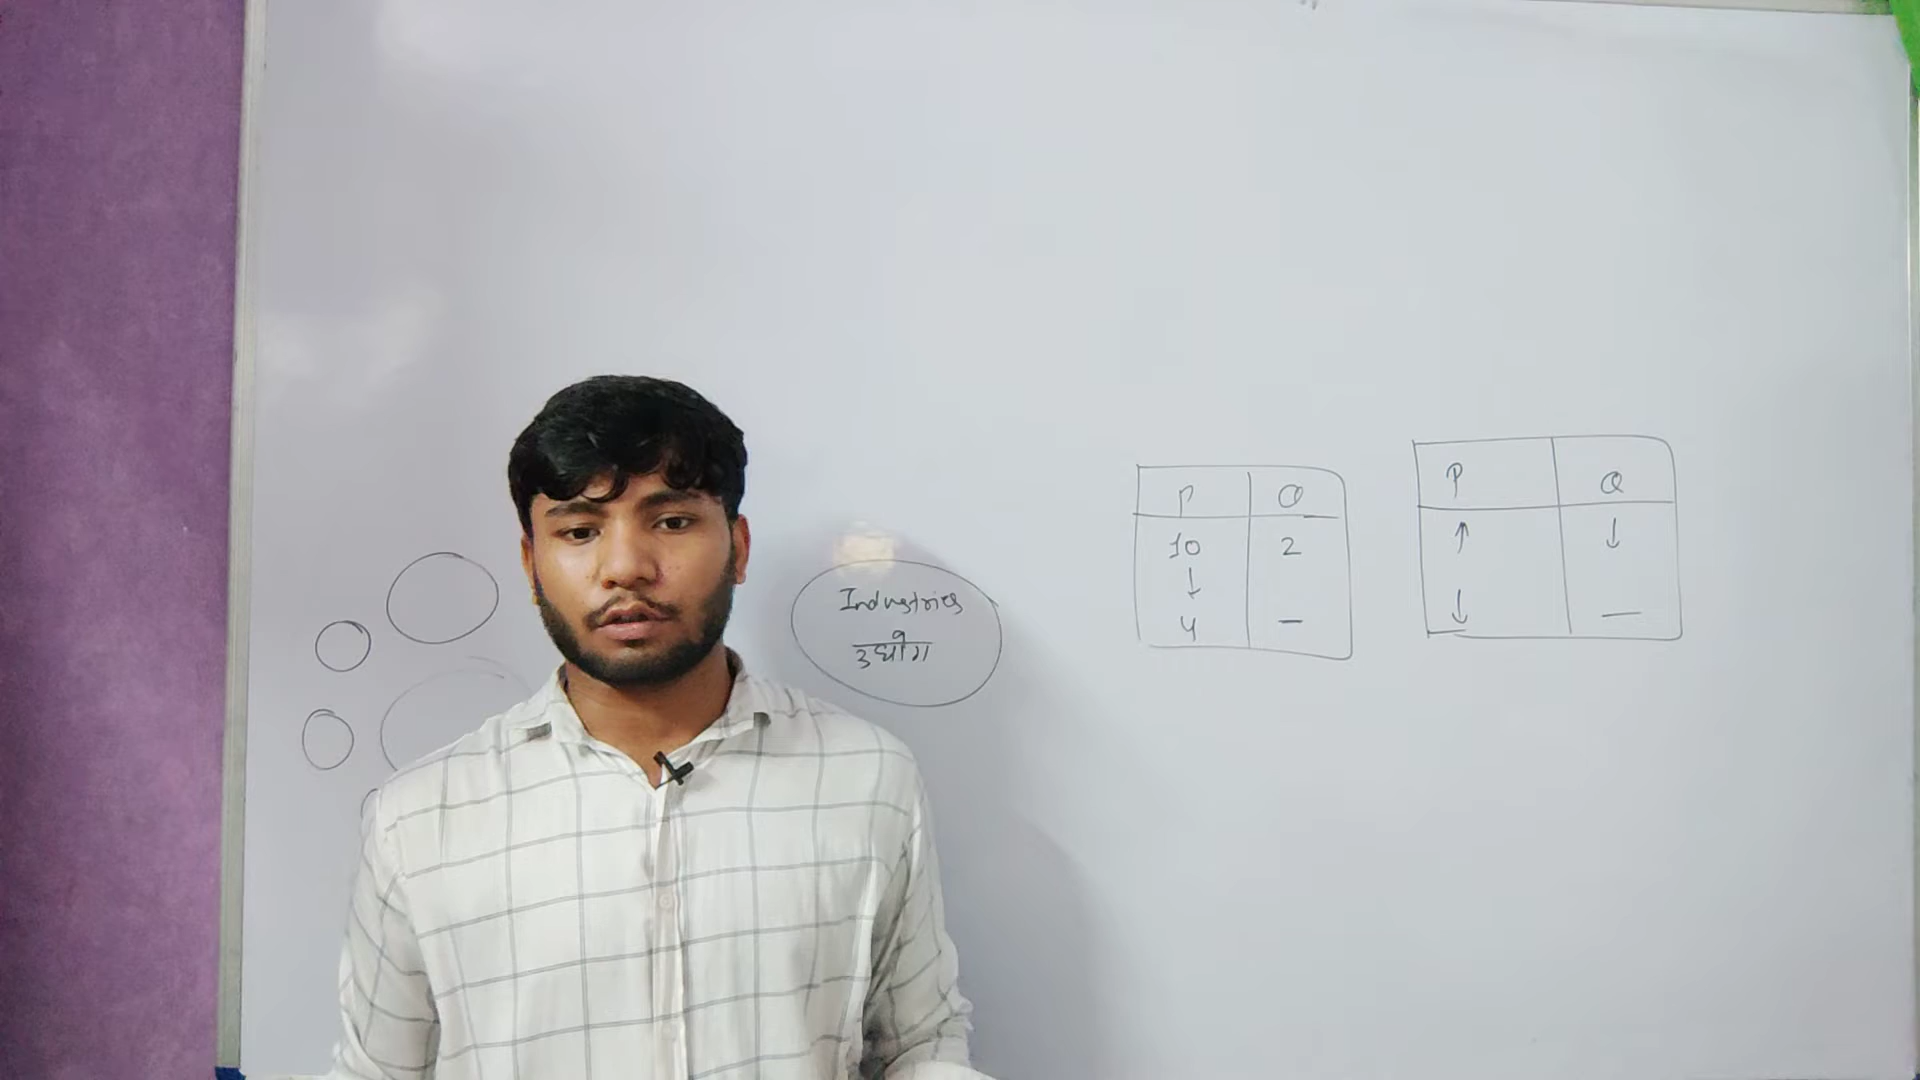 Industries
उद्योग
P Q
10 2
↓
4 —
P Q
↑ ↓
↓ —